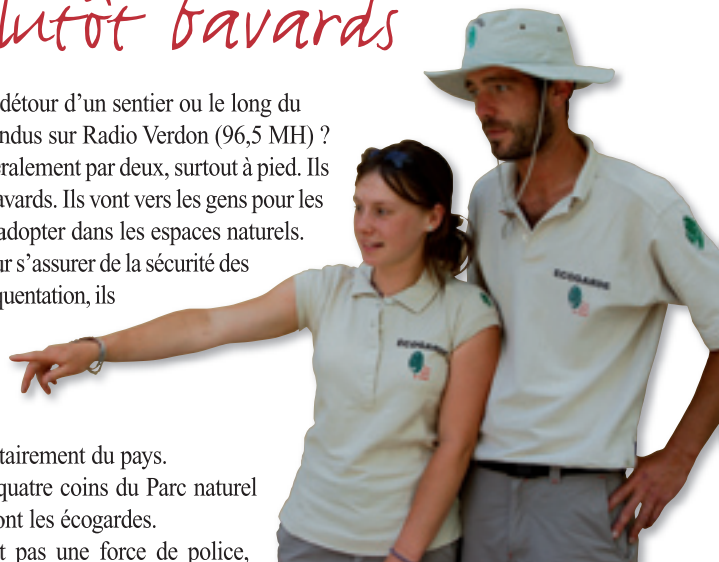 lutôt bavards
détour d’un sentier ou le long du
ndus sur Radio Verdon (96,5 MH) ?
ralement par deux, surtout à pied. Ils
avards. Ils vont vers les gens pour les
adopter dans les espaces naturels.
ur s’assurer de la sécurité des
quentation, ils
ECOGARDE
ECOGARDE
tairement du pays.
quatre coins du Parc naturel
ont les écogardes.
t pas une force de police,